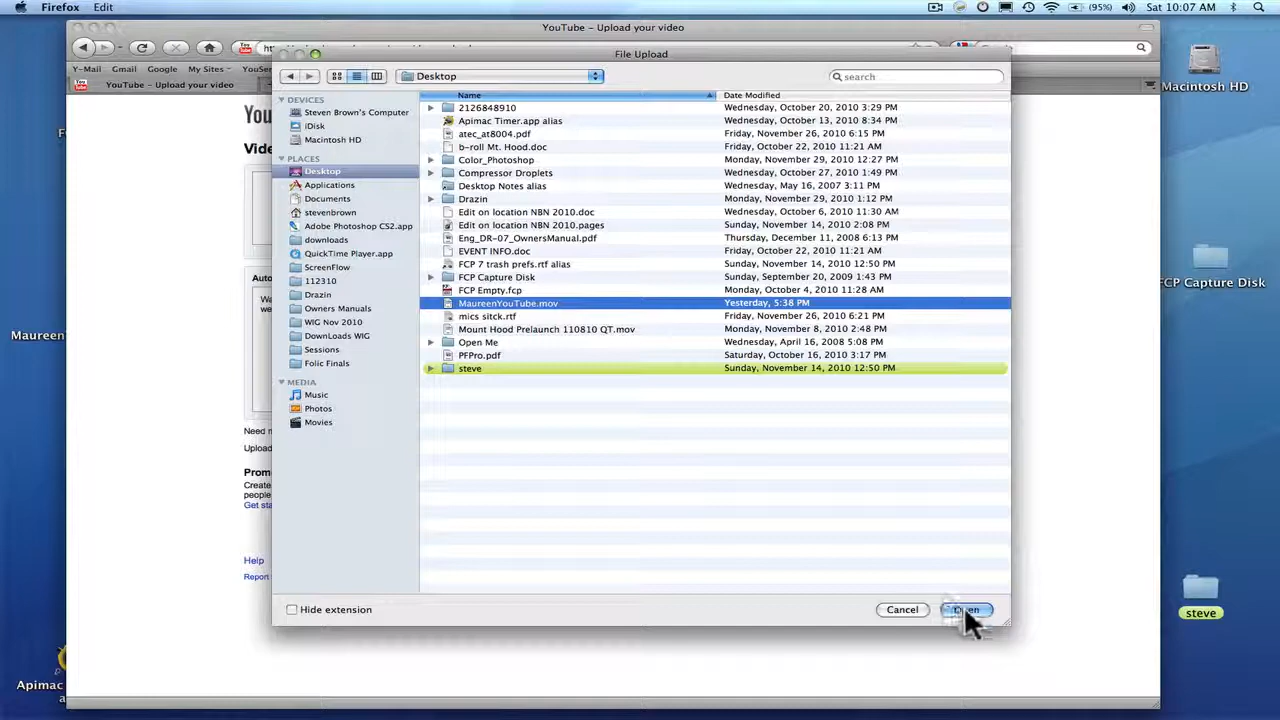 Firefox Edit (95%) Sat 10:07 AM
YouTube - Upload your video
File Upload
Y-Mail Gmail Google My Sites
YouTube - Upload your video
Desktop
search
Name Date Modified
DEVICES
Steven Brown's Computer
iDisk
Macintosh HD
PLACES
Desktop
Applications
Documents
stevenbrown
Adobe Photoshop CS2.app
downloads
QuickTime Player.app
ScreenFlow
112310
Drazin
Owners Manuals
WIG Nov 2010
DownLoads WIG
Sessions
Folic Finals
MEDIA
Music
Photos
Movies
2126848910 Wednesday, October 20, 2010 3:29 PM
Apimac Timer.app alias Wednesday, October 13, 2010 8:34 PM
atec_at8004.pdf Friday, November 26, 2010 6:15 PM
b-roll Mt. Hood.doc Friday, October 22, 2010 11:21 AM
Color_Photoshop Monday, November 29, 2010 12:27 PM
Compressor Droplets Wednesday, October 27, 2010 1:49 PM
Desktop Notes alias Wednesday, May 16, 2007 3:11 PM
Drazin Monday, November 29, 2010 1:12 PM
Edit on location NBN 2010.doc Wednesday, October 6, 2010 11:30 AM
Edit on location NBN 2010.pages Sunday, November 14, 2010 2:08 PM
Eng_DR-07_OwnersManual.pdf Thursday, December 11, 2008 6:13 PM
EVENT INFO.doc Friday, October 22, 2010 11:21 AM
FCP 7 trash prefs.rtf alias Sunday, November 14, 2010 12:50 PM
FCP Capture Disk Sunday, September 20, 2009 1:43 PM
FCP Empty.fcp Monday, October 4, 2010 11:28 AM
MaureenYouTube.mov Yesterday, 5:38 PM
mics sitck.rtf Friday, November 26, 2010 6:21 PM
Mount Hood Prelaunch 110810 QT.mov Monday, November 8, 2010 2:48 PM
Open Me Wednesday, April 16, 2008 5:08 PM
PFPro.pdf Saturday, October 16, 2010 3:17 PM
steve Sunday, November 14, 2010 12:50 PM
Hide extension
Cancel
Need
Upload
Create
people
Help
Report
Macintosh HD
FCP Capture Disk
steve
Maureen
Apimac